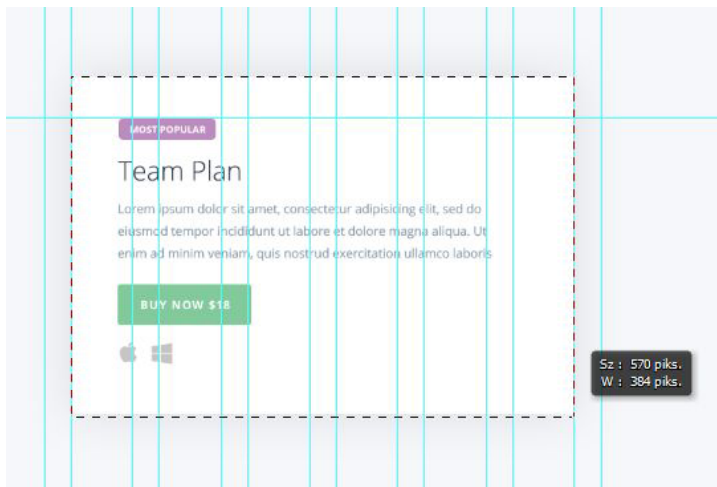 MOST POPULAR
Team Plan
Lorem ipsum dolor sit amet, consectetur adipisicing elit, sed do
eiusmod tempor incididunt ut labore et dolore magna aliqua. Ut
enim ad minim veniam, quis nostrud exercitation ullamco laboris
BUY NOW $18
Sz : 570 piks.
W : 384 piks.